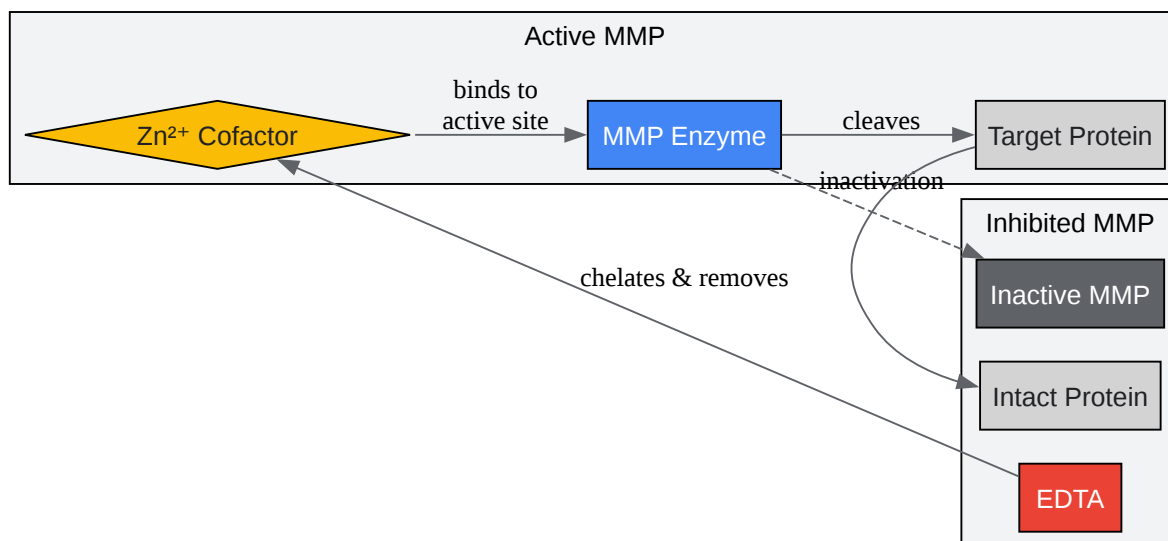 Active MMP
binds to
active site
Zn²⁺ Cofactor
MMP Enzyme
cleaves
Target Protein
inactivation
Inhibited MMP
chelates & removes
Inactive MMP
Intact Protein
EDTA